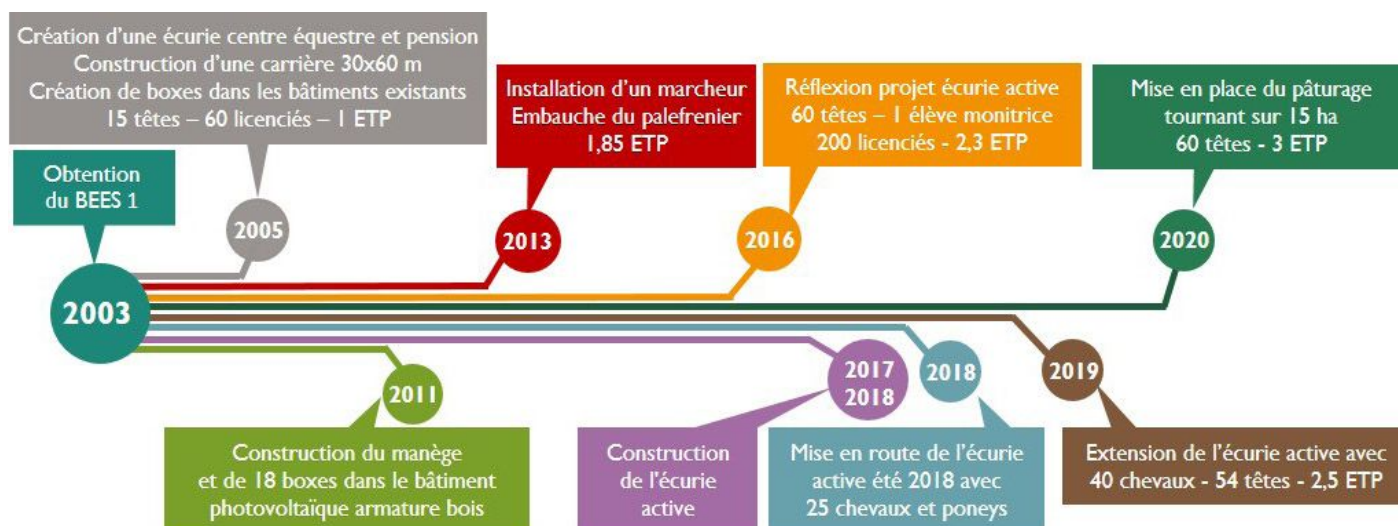 Création d'une écurie centre équestre et pension
Construction d'une carrière 30x60 m
Création de boxes dans les bâtiments existants
15 têtes – 60 licenciés – 1 ETP
Installation d'un marcheur
Embauche du palefrenier
1,85 ETP
Réflexion projet écurie active
60 têtes – 1 élève monitrice
200 licenciés - 2,3 ETP
Mise en place du pâturage
tournant sur 15 ha
60 têtes - 3 ETP
Obtention
du BEES 1
2005
2013
2016
2020
2003
2011
2017
2018
2018
2019
Construction du manège
et de 18 boxes dans le bâtiment
photovoltaïque armature bois
Construction
de l'écurie
active
Mise en route de l'écurie
active été 2018 avec
25 chevaux et poneys
Extension de l'écurie active avec
40 chevaux - 54 têtes - 2,5 ETP